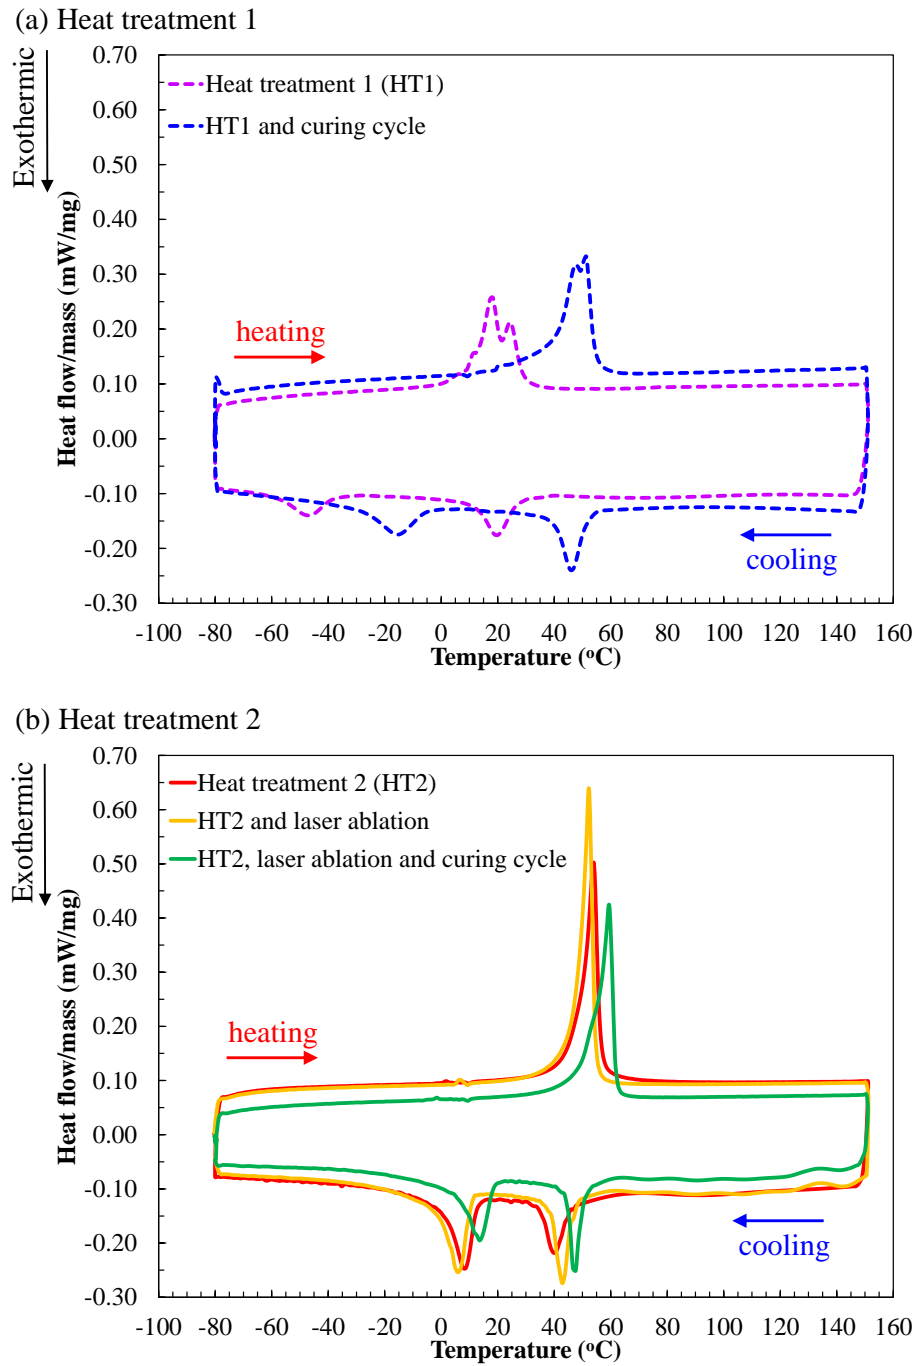 (a) Heat treatment 1
Exothermic
Heat flow/mass (mW/mg)
0.70
0.60
0.50
0.40
0.30
0.20
0.10
0.00
-0.10
-0.20
-0.30
Heat treatment 1 (HT1)
HT1 and curing cycle
heating
cooling
-100 -80 -60 -40 -20 0 20 40 60 80 100 120 140 160
Temperature (ºC)
(b) Heat treatment 2
Exothermic
Heat flow/mass (mW/mg)
0.70
0.60
0.50
0.40
0.30
0.20
0.10
0.00
-0.10
-0.20
-0.30
Heat treatment 2 (HT2)
HT2 and laser ablation
HT2, laser ablation and curing cycle
heating
cooling
-100 -80 -60 -40 -20 0 20 40 60 80 100 120 140 160
Temperature (ºC)